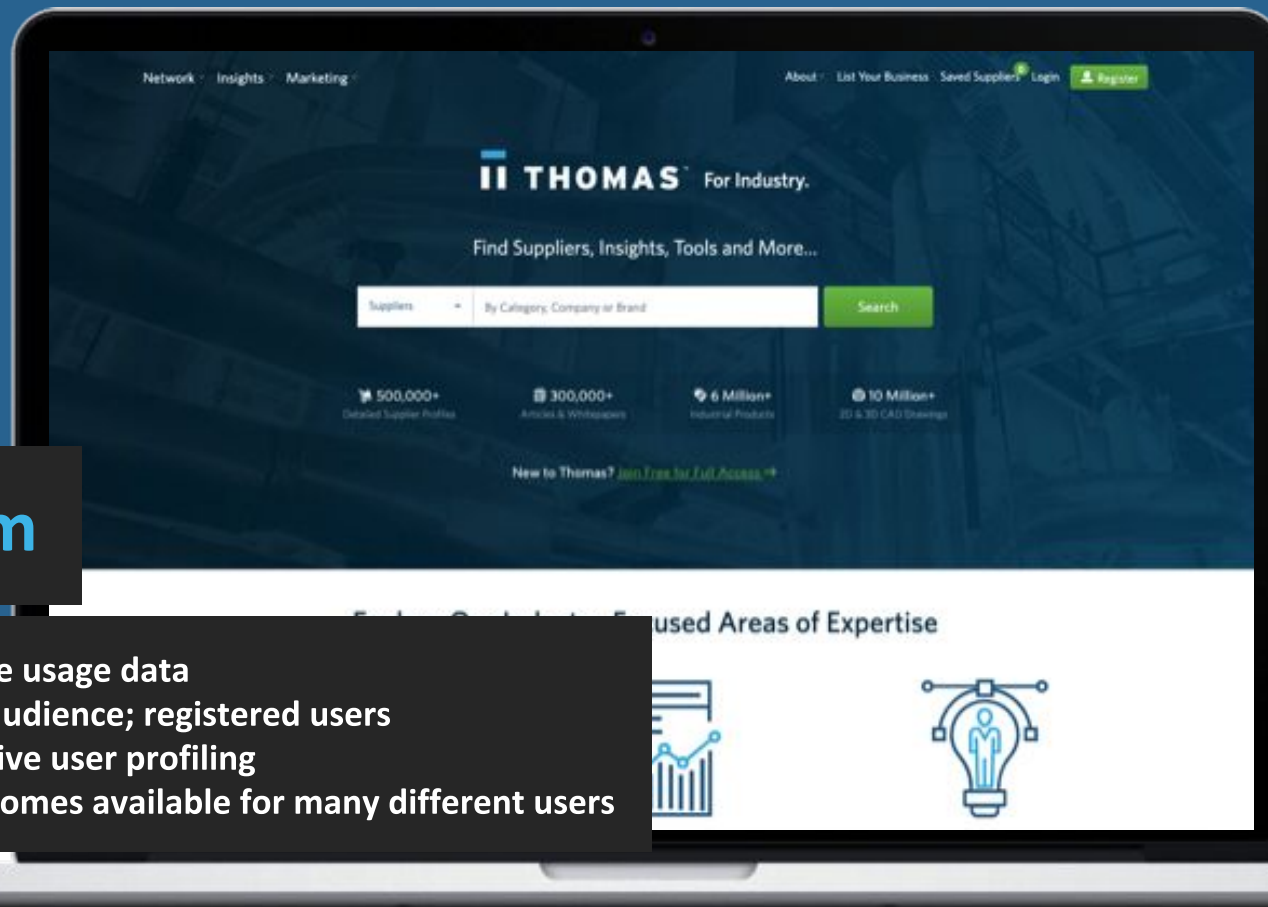 Network Insights Marketing About List Your Business Saved Suppliers 0 Login Register
THOMAS™ For Industry.
Find Suppliers, Insights, Tools and More...
Suppliers By Category, Company or Brand Search
500,000+ 300,000+ 6 Million+ 10 Million+
Detailed Supplier Profiles Articles & Whitepapers Industrial Products 2D & 3D CAD Drawings
New to Thomas? Join Free for Full Access →
m
used Areas of Expertise
e usage data
udience; registered users
ive user profiling
omes available for many different users